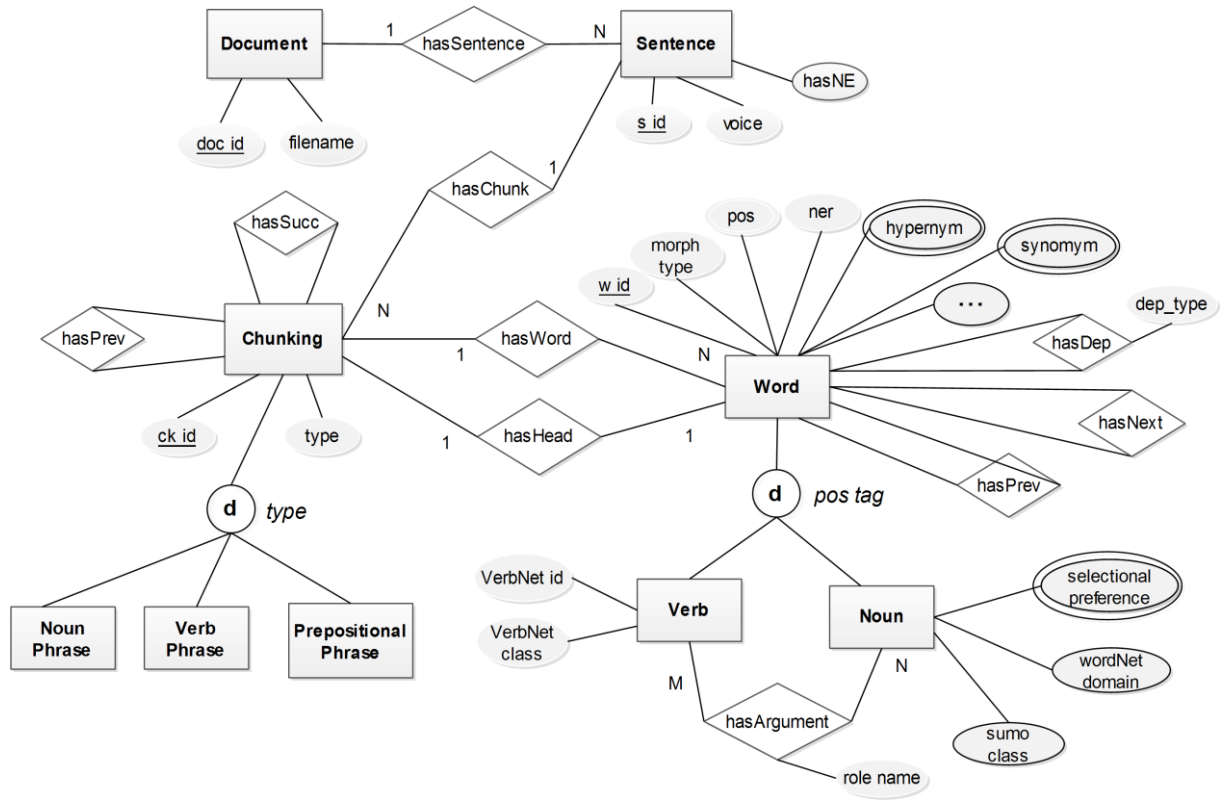 Document
1
hasSentence
N
Sentence
hasNE
doc id
filename
s id
voice
hasChunk
1
hasSucc
morph
type
pos
ner
hypernym
synomym
w id
...
dep_type
hasPrev
Chunking
N
1
hasWord
N
Word
hasDep
hasNext
ck id
type
1
hasHead
1
hasPrev
d
type
d
pos tag
Noun
Phrase
Verb
Phrase
Prepositional
Phrase
VerbNet id
VerbNet
class
Verb
Noun
selectional
preference
wordNet
domain
sumo
class
M
N
hasArgument
role name